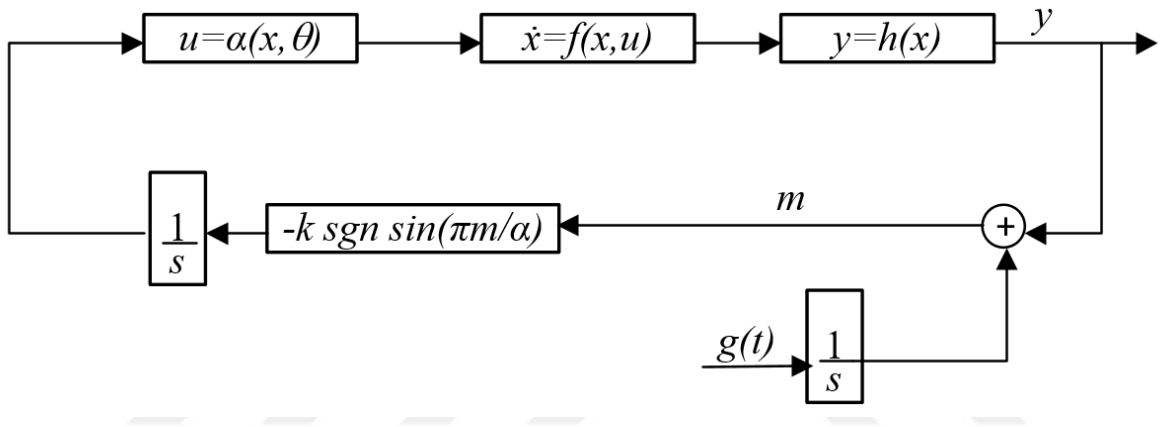 u=α(x,θ)
ẋ=f(x,u)
y=h(x)
y
1
s
-k sgn sin(πm/α)
m
+
g(t)
1
s